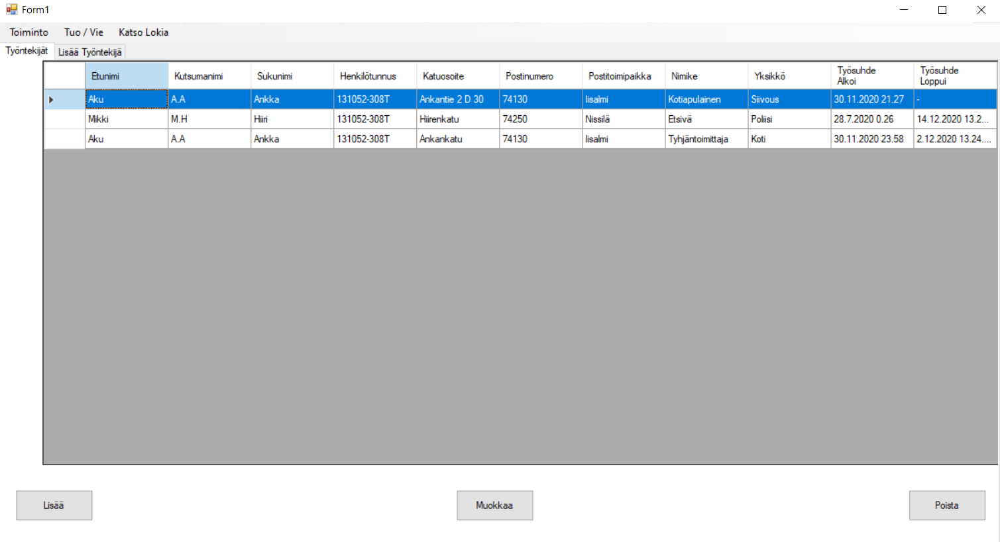 Form1
Toiminto Tuo / Vie Katso Lokia
Työntekijät Lisää Työntekijä
Etunimi Kutsumanimi Sukunimi Henkilötunnus Katuosoite Postinumero Postitoimipaikka Nimike Yksikkö Työsuhde Alkoi Työsuhde Loppui
Aku A.A Ankka 131052-308T Ankantie 2 D 30 74130 Iisalmi Kotiapulainen Siivous 30.11.2020 21.27 -
Mikki M.H Hiiri 131052-308T Hiirenkatu 74250 Nissilä Etsivä Poliisi 28.7.2020 0.26 14.12.2020 13.2...
Aku A.A Ankka 131052-308T Ankankatu 74130 Iisalmi Tyhjäntoimittaja Koti 30.11.2020 23.58 2.12.2020 13.24....
Lisää Muokkaa Poista